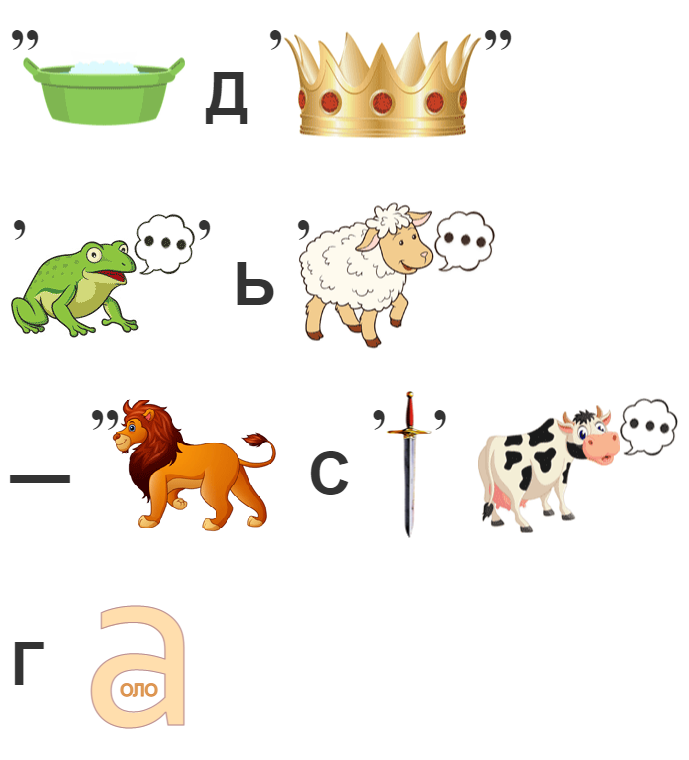 ,, Д , ,,
, ... , Ь , ...
— ,, С , , ...
Г а оло